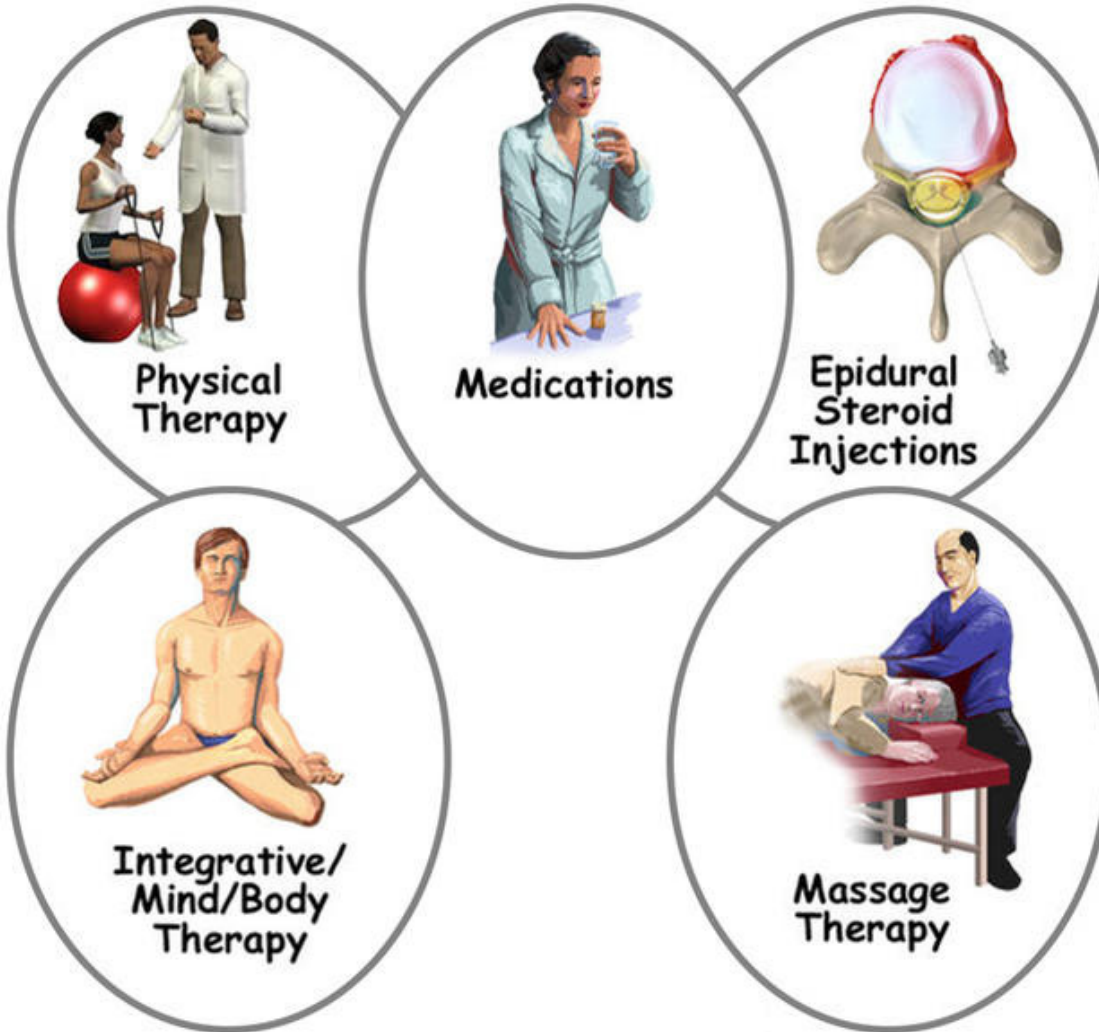 Physical
Therapy
Medications
Epidural
Steroid
Injections
Integrative/
Mind/Body
Therapy
Massage
Therapy